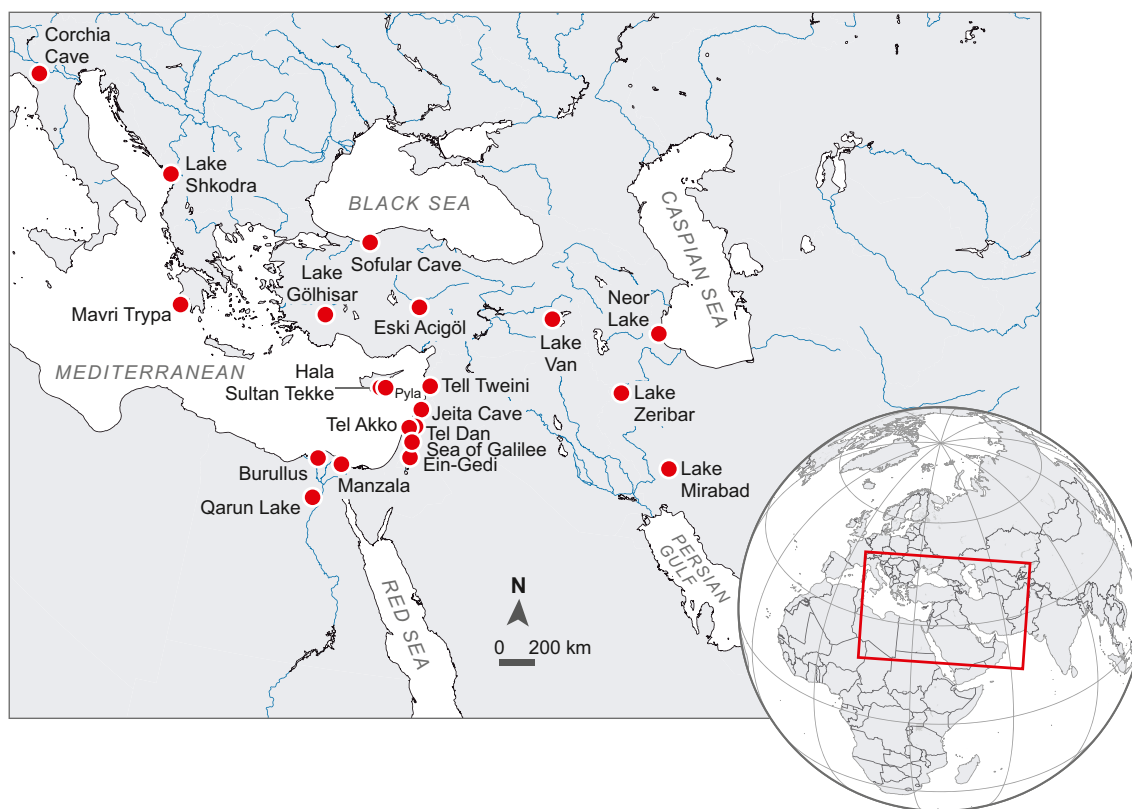 Corchia
Cave
Lake
Shkodra
BLACK SEA
CASPIAN SEA
Sofular Cave
Lake
Gölhisar
Neor
Lake
Mavri Trypa
Eski Acigöl
Lake
Van
MEDITERRANEAN
Hala
Sultan Tekke
Pyla
Tell Tweini
Lake
Zeribar
Jeita Cave
Tel Akko
Tel Dan
Sea of Galilee
Ein-Gedi
Burullus
Manzala
Lake
Mirabad
Qarun Lake
PERSIAN
GULF
RED SEA
N
0 200 km